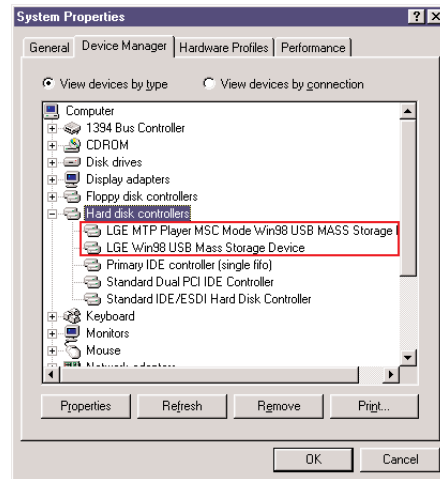 System Properties
General Device Manager Hardware Profiles Performance
View devices by type View devices by connection
Computer
1394 Bus Controller
CDROM
Disk drives
Display adapters
Floppy disk controllers
Hard disk controllers
LGE MTP Player MSC Mode Win98 USB MASS Storage
LGE Win98 USB Mass Storage Device
Primary IDE controller (single fifo)
Standard Dual PCI IDE Controller
Standard IDE/ESDI Hard Disk Controller
Keyboard
Monitors
Mouse
Properties Refresh Remove Print...
OK Cancel